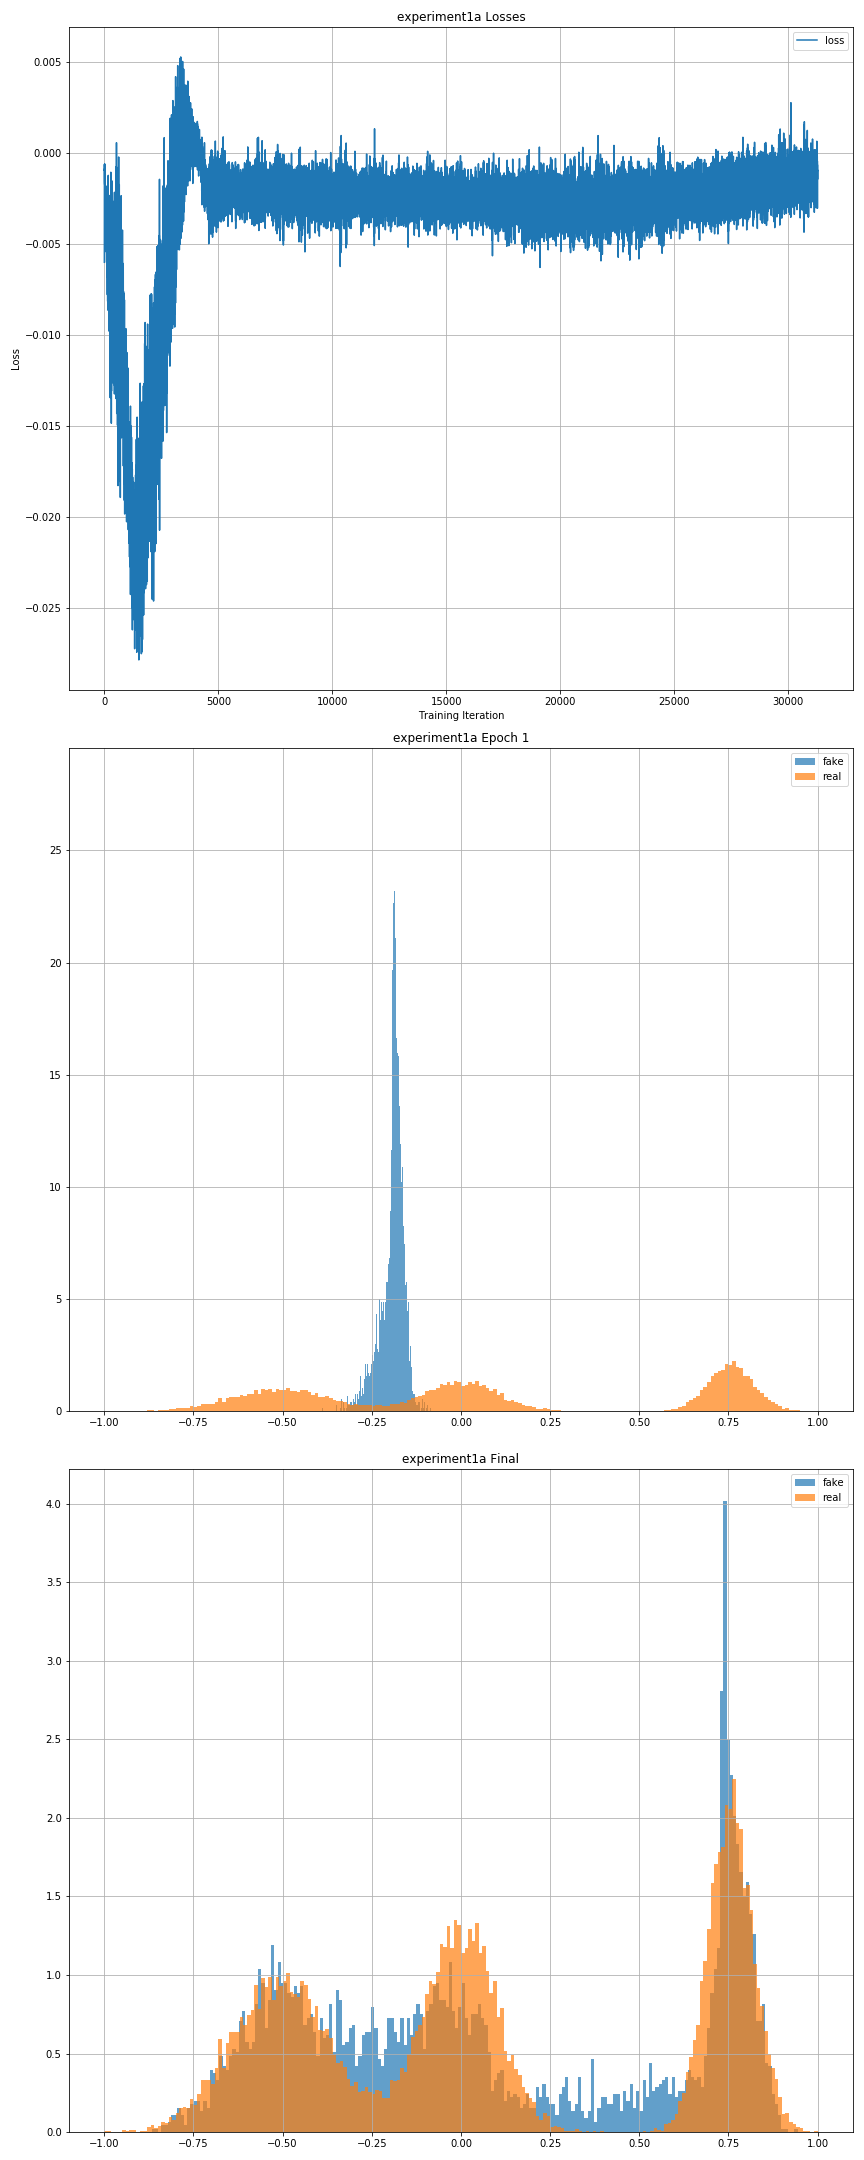 experiment1a Losses
loss
0.005
0.000
−0.005
−0.010
−0.015
−0.020
−0.025
Loss
0 5000 10000 15000 20000 25000 30000
Training Iteration
experiment1a Epoch 1
fake
real
25
20
15
10
5
0
−1.00 −0.75 −0.50 −0.25 0.00 0.25 0.50 0.75 1.00
experiment1a Final
fake
real
4.0
3.5
3.0
2.5
2.0
1.5
1.0
0.5
0.0
−1.00 −0.75 −0.50 −0.25 0.00 0.25 0.50 0.75 1.00